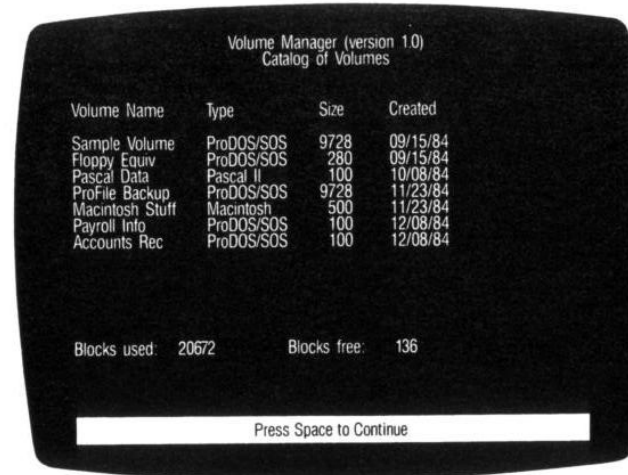 Volume Manager (version 1.0)
Catalog of Volumes
Volume Name Type Size Created
Sample Volume ProDOS/SOS 9728 09/15/84
Floppy Equiv ProDOS/SOS 280 09/15/84
Pascal Data Pascal II 100 10/08/84
ProFile Backup ProDOS/SOS 9728 11/23/84
Macintosh Stuff Macintosh 500 11/23/84
Payroll Info ProDOS/SOS 100 12/08/84
Accounts Rec ProDOS/SOS 100 12/08/84
Blocks used: 20672 Blocks free: 136
Press Space to Continue